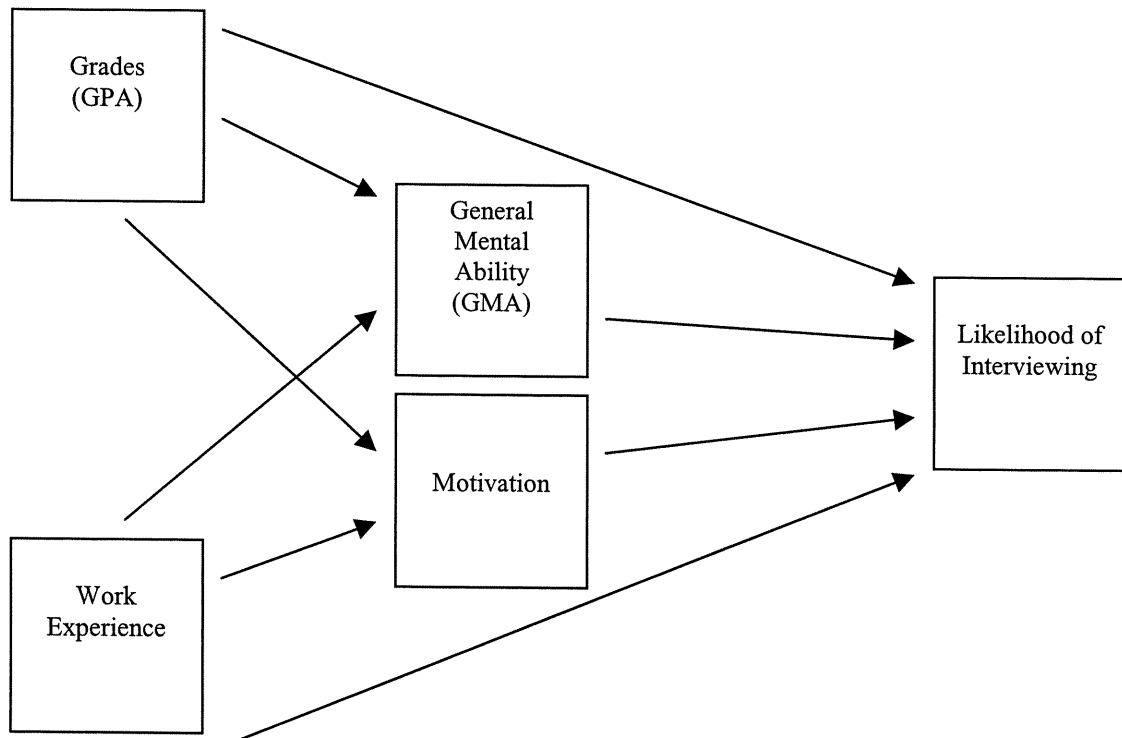 Grades
(GPA)
General
Mental
Ability
(GMA)
Likelihood of
Interviewing
Motivation
Work
Experience